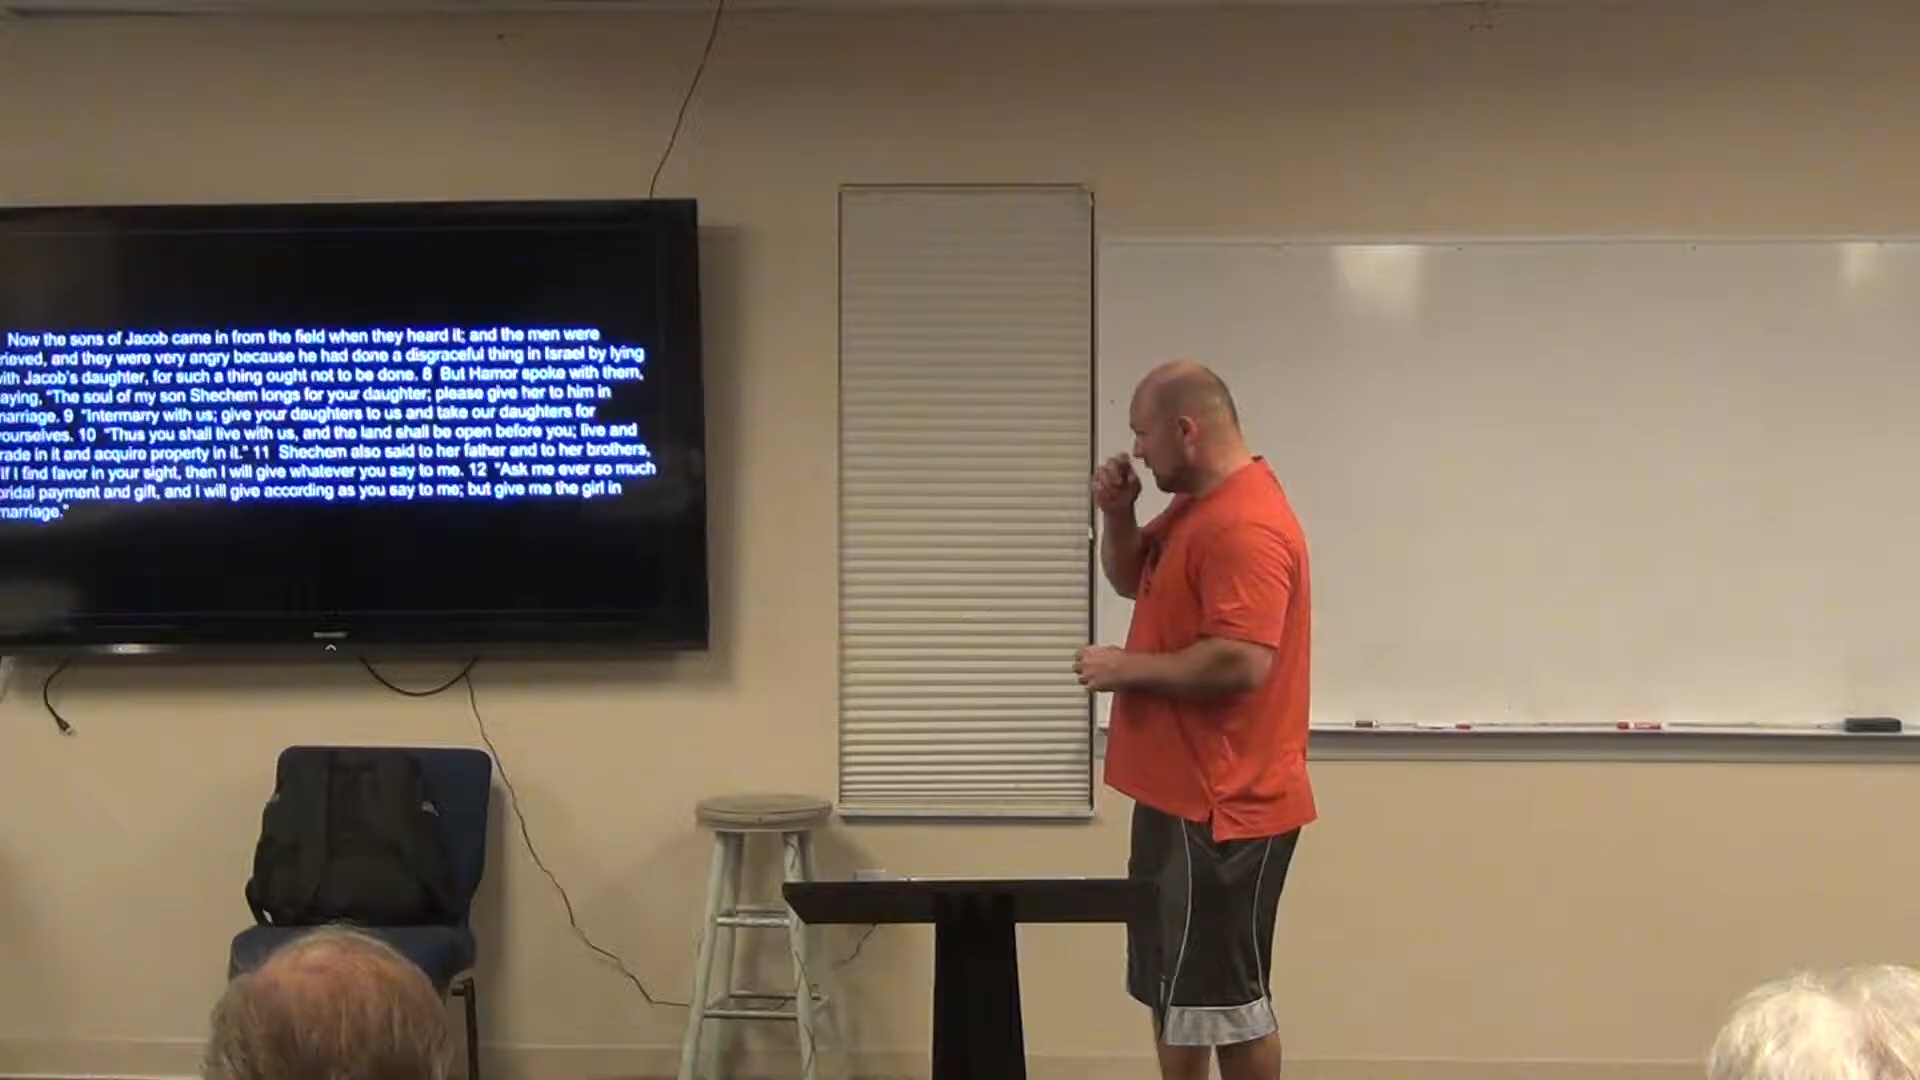 Now the sons of Jacob came in from the field when they heard it; and the men were
rieved, and they were very angry because he had done a disgraceful thing in Israel by lying
ith Jacob's daughter, for such a thing ought not to be done. 8 But Hamor spoke with them,
aying, "The soul of my son Shechem longs for your daughter; please give her to him in
narriage. 9 "Intermarry with us; give your daughters to us and take our daughters for
ourselves. 10 "Thus you shall live with us, and the land shall be open before you; live and
rade in it and acquire property in it." 11 Shechem also said to her father and to her brothers,
If I find favor in your sight, then I will give whatever you say to me. 12 "Ask me ever so much
bridal payment and gift, and I will give according as you say to me; but give me the girl in
marriage."